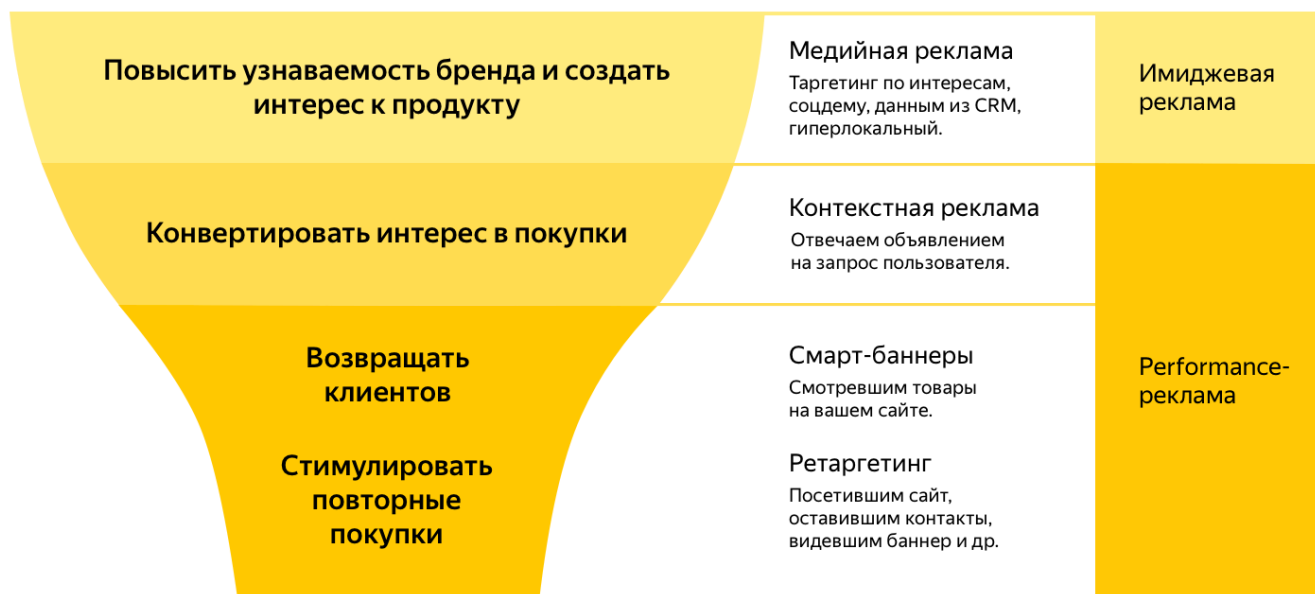 Повысить узнаваемость бренда и создать
интерес к продукту
Медийная реклама
Таргетинг по интересам,
соцдему, данным из CRM,
гиперлокальный.
Имиджевая
реклама
Конвертировать интерес в покупки
Контекстная реклама
Отвечаем объявлением
на запрос пользователя.
Возвращать
клиентов
Смарт-баннеры
Смотревшим товары
на вашем сайте.
Performance-
реклама
Стимулировать
повторные
покупки
Ретаргетинг
Посетившим сайт,
оставившим контакты,
видевшим баннер и др.